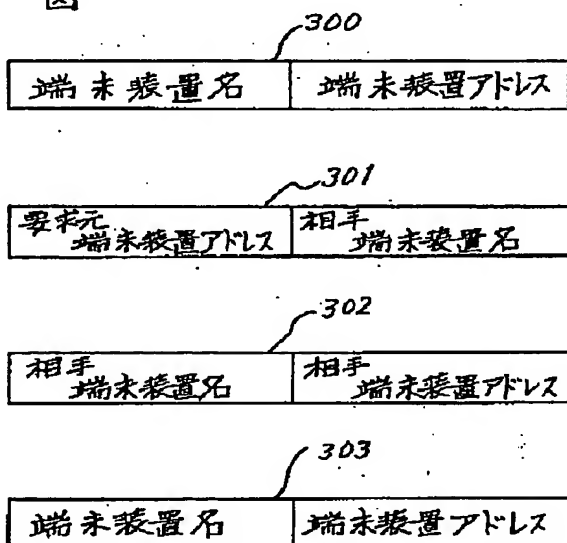 図
300
端末装置名 端末装置アドレス
301
要求元 相手
端末装置アドレス 端末装置名
302
相手 相手
端末装置名 端末装置アドレス
303
端末装置名 端末装置アドレス